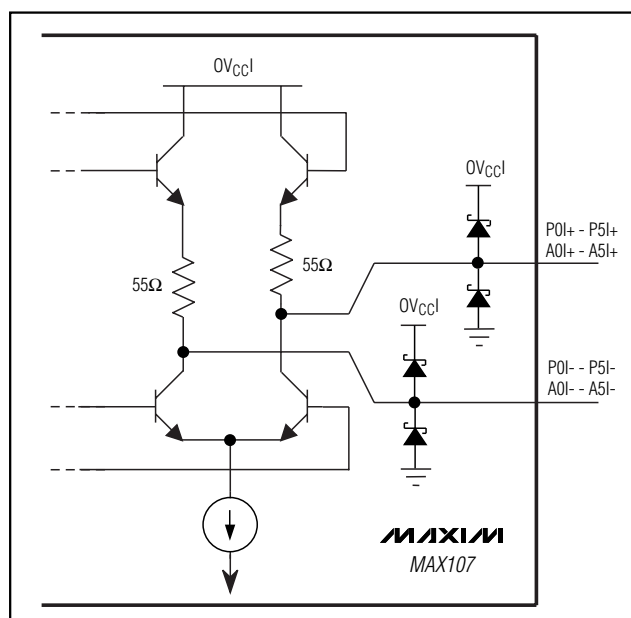 OVCCI
OVCCI
P0I+ - P5I+
A0I+ - A5I+
55Ω
55Ω
OVCCI
P0I- - P5I-
A0I- - A5I-
MAXIM
MAX107